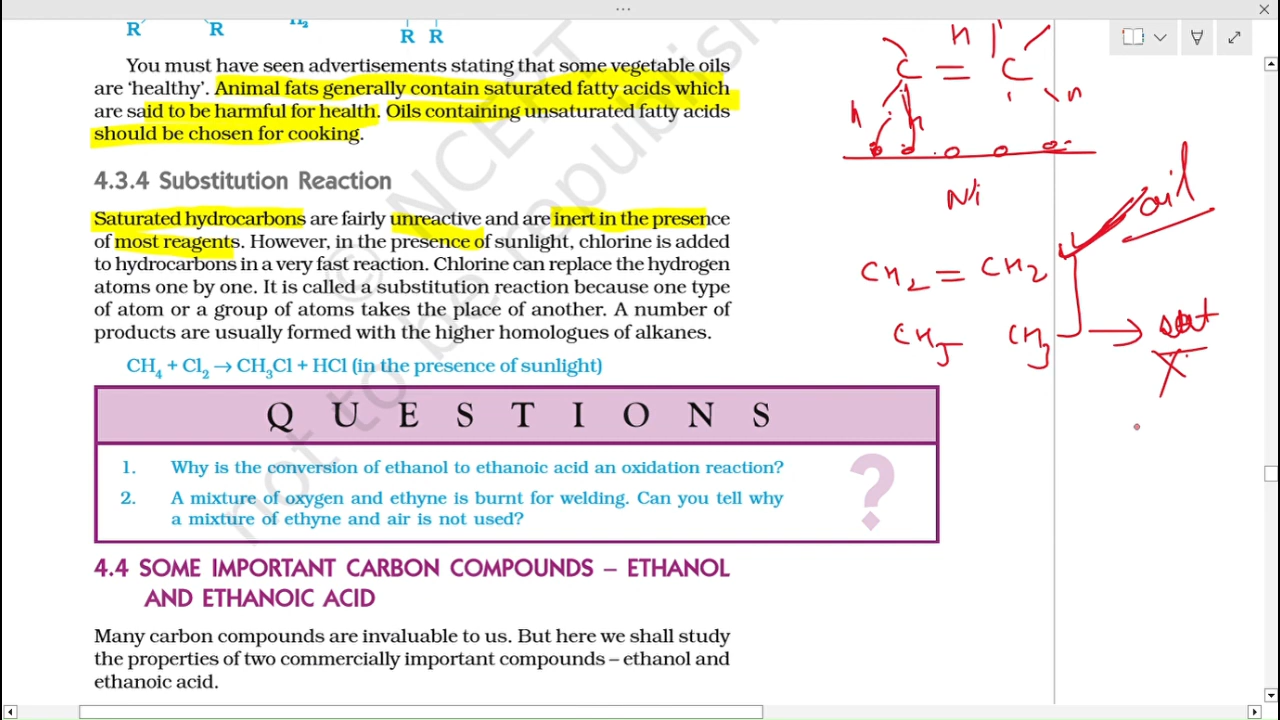 R R H2 R R
You must have seen advertisements stating that some vegetable oils
are ‘healthy’. Animal fats generally contain saturated fatty acids which
are said to be harmful for health. Oils containing unsaturated fatty acids
should be chosen for cooking.
4.3.4 Substitution Reaction
Saturated hydrocarbons are fairly unreactive and are inert in the presence
of most reagents. However, in the presence of sunlight, chlorine is added
to hydrocarbons in a very fast reaction. Chlorine can replace the hydrogen
atoms one by one. It is called a substitution reaction because one type
of atom or a group of atoms takes the place of another. A number of
products are usually formed with the higher homologues of alkanes.
CH4 + Cl2 → CH3Cl + HCl (in the presence of sunlight)
QUESTIONS
1. Why is the conversion of ethanol to ethanoic acid an oxidation reaction?
2. A mixture of oxygen and ethyne is burnt for welding. Can you tell why
a mixture of ethyne and air is not used?
?
4.4 SOME IMPORTANT CARBON COMPOUNDS – ETHANOL
AND ETHANOIC ACID
Many carbon compounds are invaluable to us. But here we shall study
the properties of two commercially important compounds – ethanol and
ethanoic acid.
© NCERT
not to be republish
H
C = C
h h n
Ni
oil
CH2 = CH2
CH3 CH3 → sat